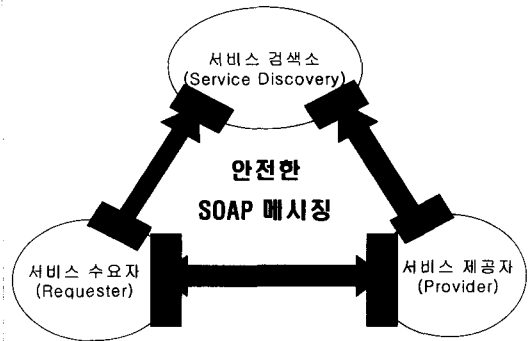 서비스 검색소
(Service Discovery)
안전한
SOAP 메시징
서비스 수요자
(Requester)
서비스 제공자
(Provider)